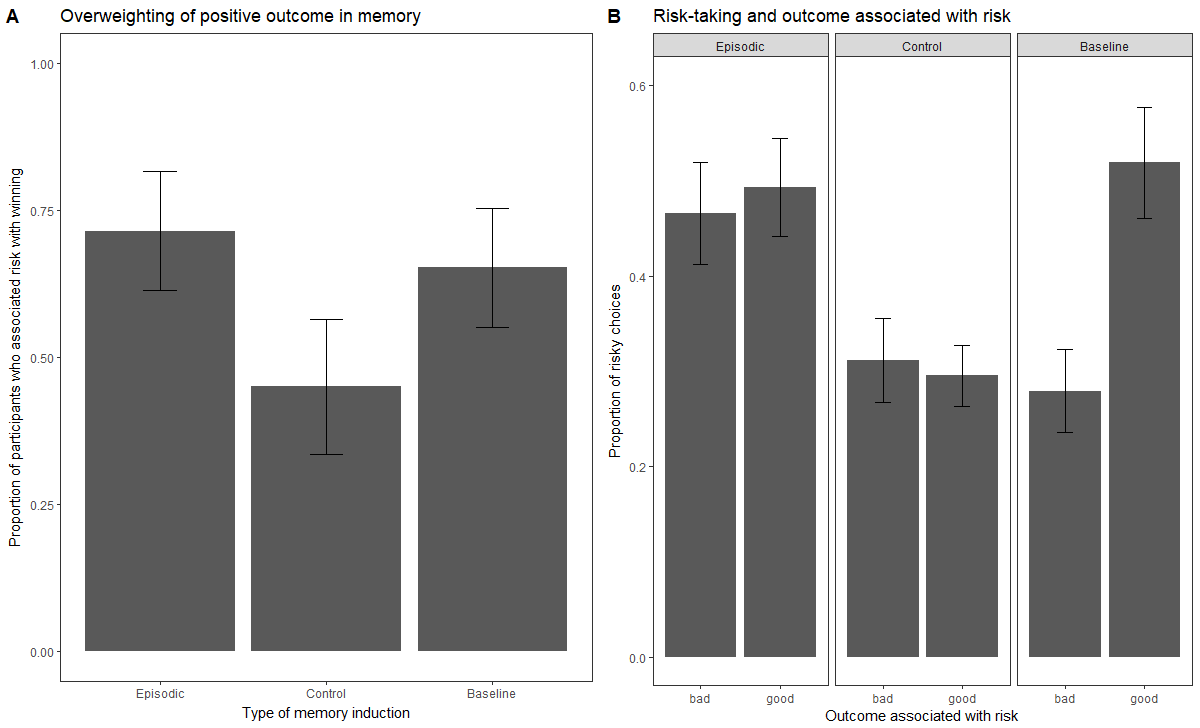 A Overweighting of positive outcome in memory
Proportion of participants who associated risk with winning
1.00
0.75
0.50
0.25
0.00
Episodic Control Baseline
Type of memory induction
B Risk-taking and outcome associated with risk
Episodic Control Baseline
Proportion of risky choices
0.6
0.4
0.2
0.0
bad good bad good bad good
Outcome associated with risk